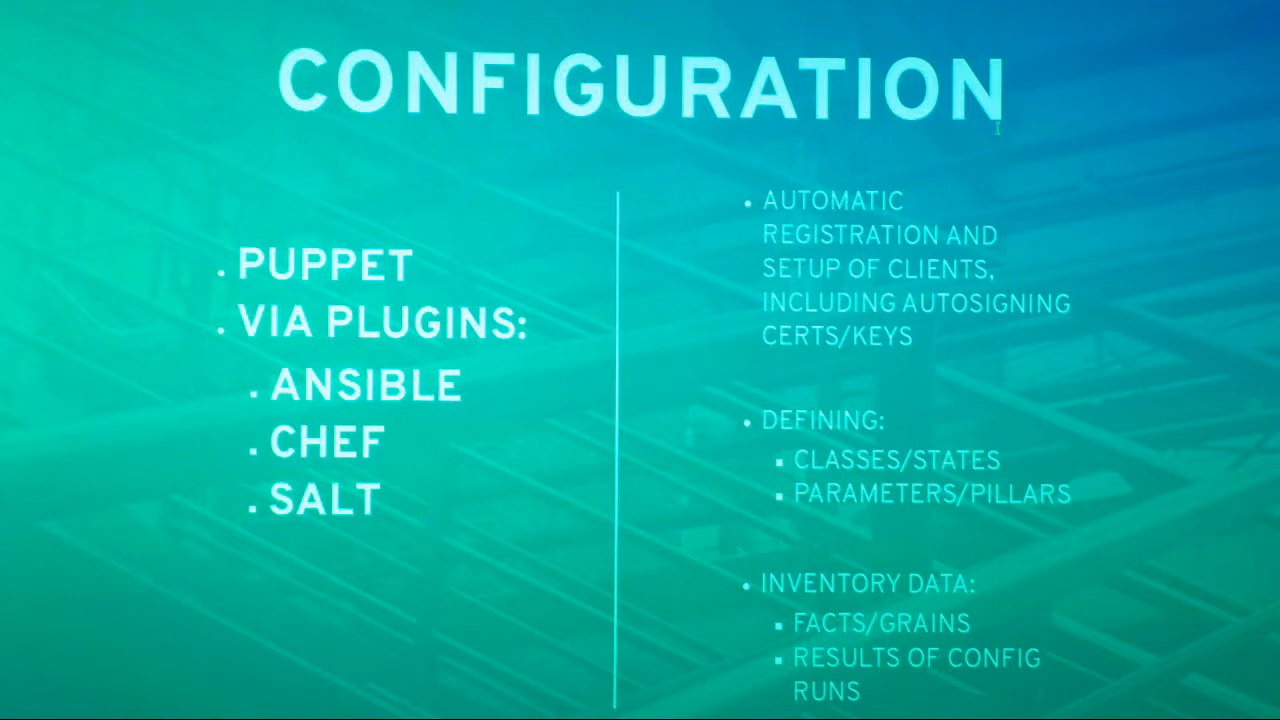 CONFIGURATION
. PUPPET
. VIA PLUGINS:
. ANSIBLE
. CHEF
. SALT
• AUTOMATIC
REGISTRATION AND
SETUP OF CLIENTS,
INCLUDING AUTOSIGNING
CERTS/KEYS
• DEFINING:
▪ CLASSES/STATES
▪ PARAMETERS/PILLARS
• INVENTORY DATA:
▪ FACTS/GRAINS
▪ RESULTS OF CONFIG
RUNS